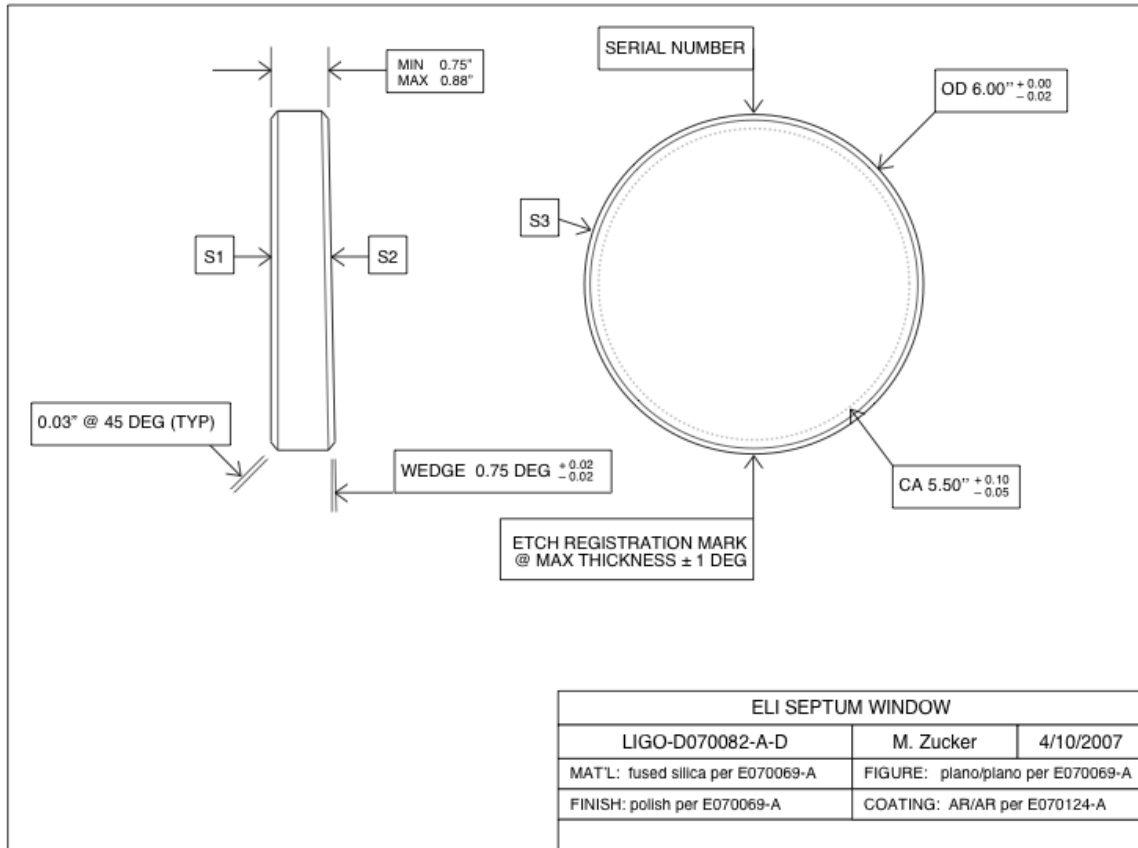 MIN 0.75"
MAX 0.88"
SERIAL NUMBER
OD 6.00’’ + 0.00 − 0.02
S3
S1
S2
0.03” @ 45 DEG (TYP)
WEDGE 0.75 DEG + 0.02 − 0.02
CA 5.50’’ + 0.10 − 0.05
ETCH REGISTRATION MARK
@ MAX THICKNESS ± 1 DEG
ELI SEPTUM WINDOW
LIGO-D070082-A-D M. Zucker 4/10/2007
MAT'L: fused silica per E070069-A FIGURE: plano/plano per E070069-A
FINISH: polish per E070069-A COATING: AR/AR per E070124-A